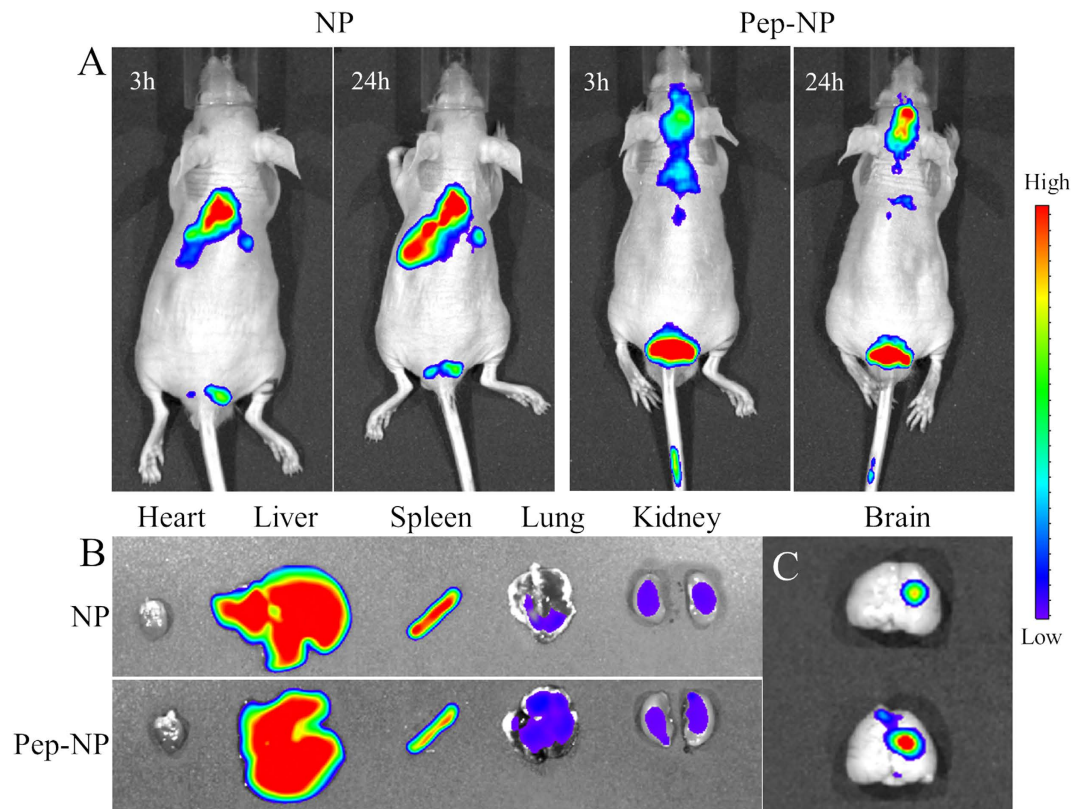 NP Pep-NP
A 3h 24h 3h 24h
High
Low
Heart Liver Spleen Lung Kidney Brain
B C
NP
Pep-NP